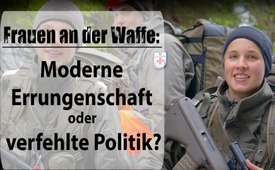 Frauen an der Waffe:
Moderne
Errungenschaft
oder
verfehlte Politik?